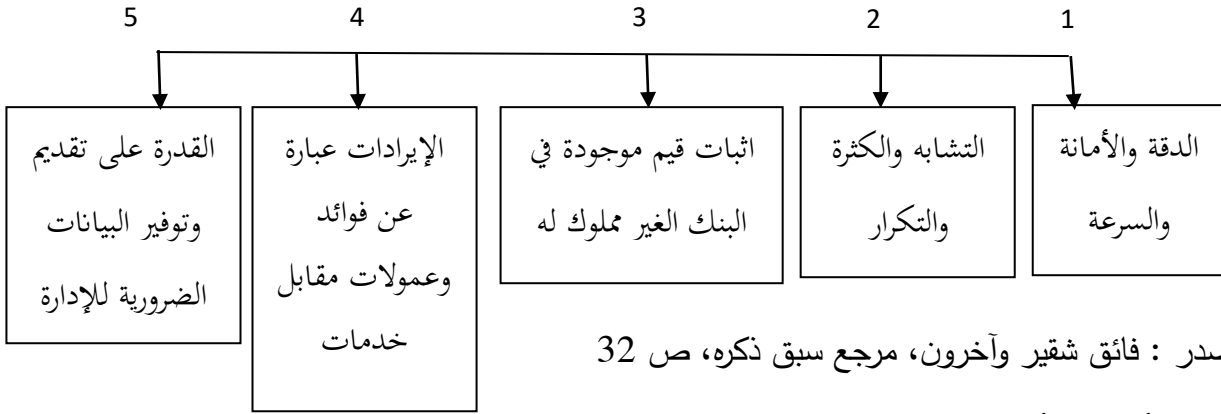 1 2 3 4 5
الدقة والأمانة
والسرعة
التشابه والكثرة
والتكرار
اثبات قيم موجودة في
البنك الغير مملوك له
الإيرادات عبارة
عن فوائد
وعمولات مقابل
خدمات
القدرة على تقديم
وتوفير البيانات
الضرورية للإدارة
: فائق شقير وآخرون، مرجع سبق ذكره، ص 32